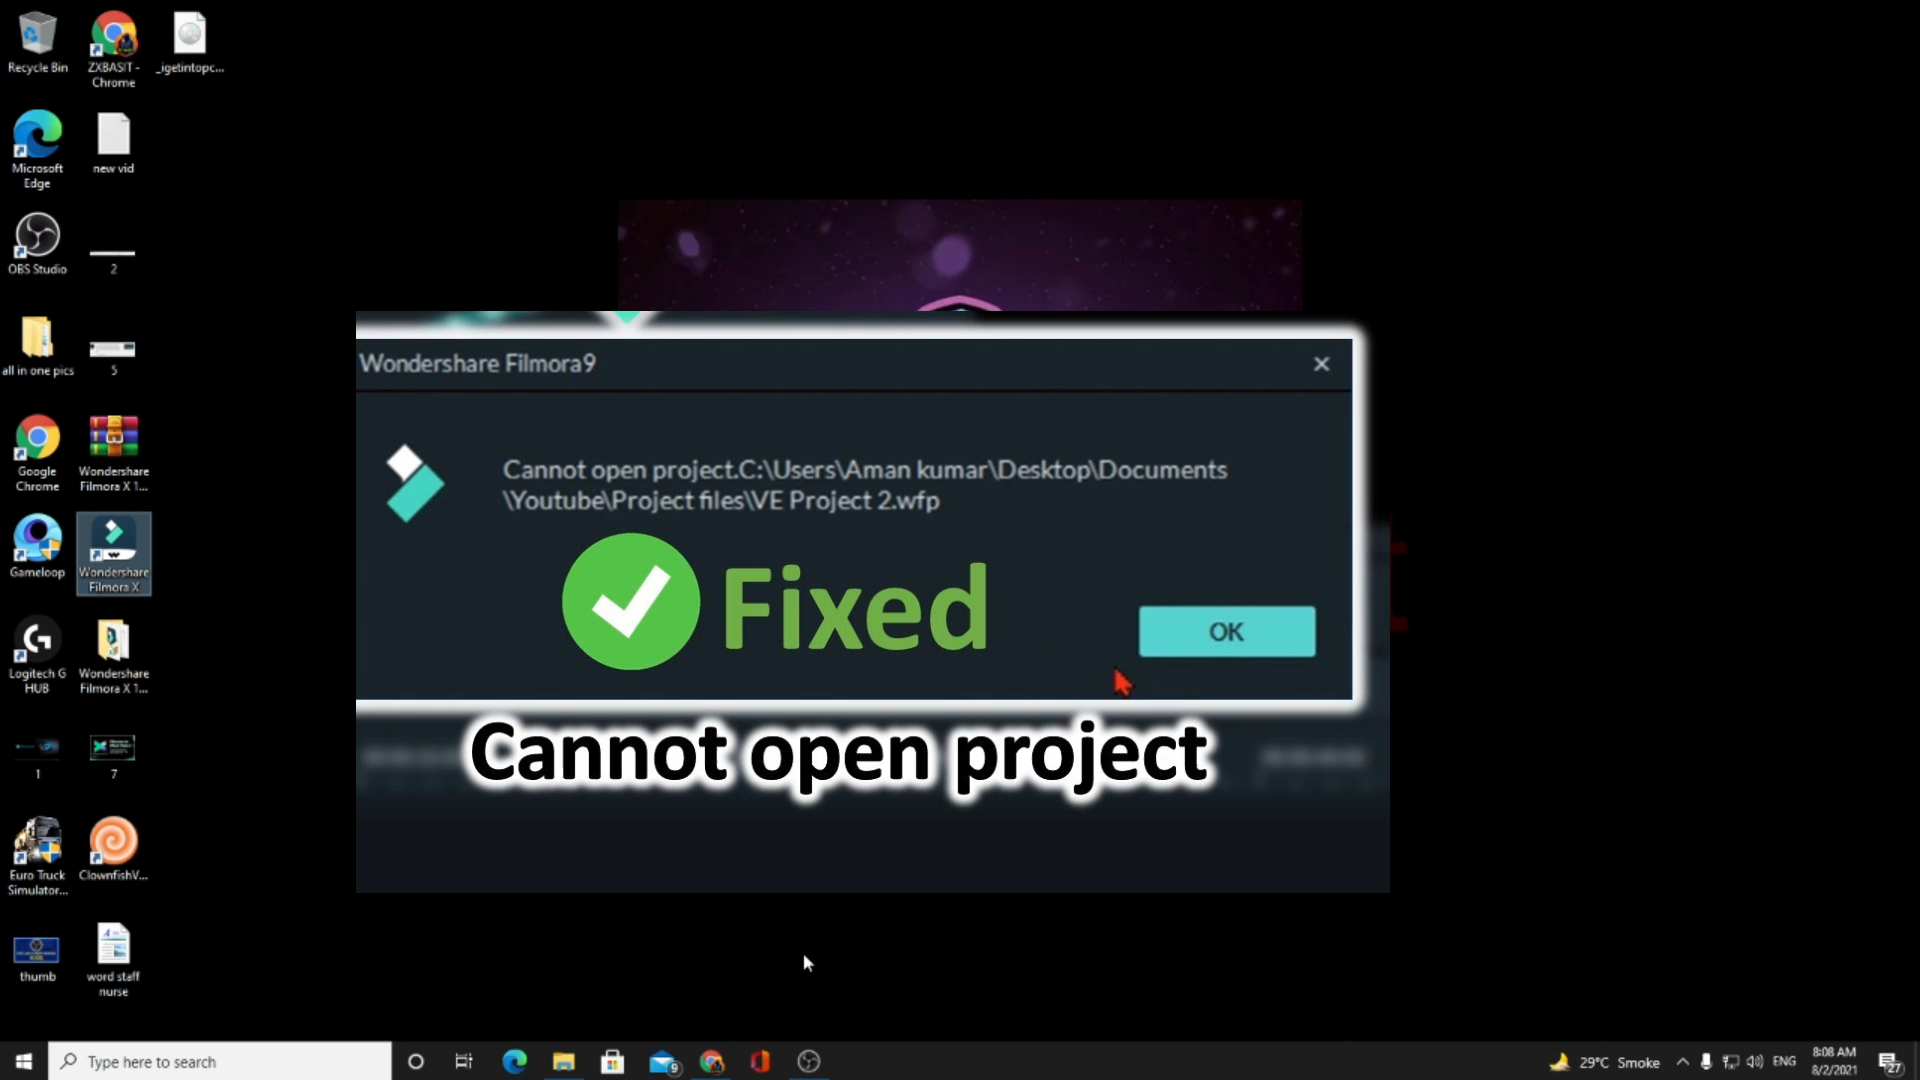 Recycle Bin
ZXBASIT -
Chrome
_igetintopc...
Microsoft
Edge
new vid
OBS Studio
2
all in one pics
5
Google
Chrome
Wondershare
Filmora X 1...
Gameloop
Wondershare
Filmora X
Logitech G
HUB
Wondershare
Filmora X 1...
1
7
Euro Truck
Simulator...
ClownfishV...
thumb
word staff
nurse
Wondershare Filmora9
Cannot open project.C:\Users\Aman kumar\Desktop\Documents
\Youtube\Project files\VE Project 2.wfp
Fixed
OK
Cannot open project
Type here to search
9
29°C Smoke
ENG
8:08 AM
8/2/2021
27